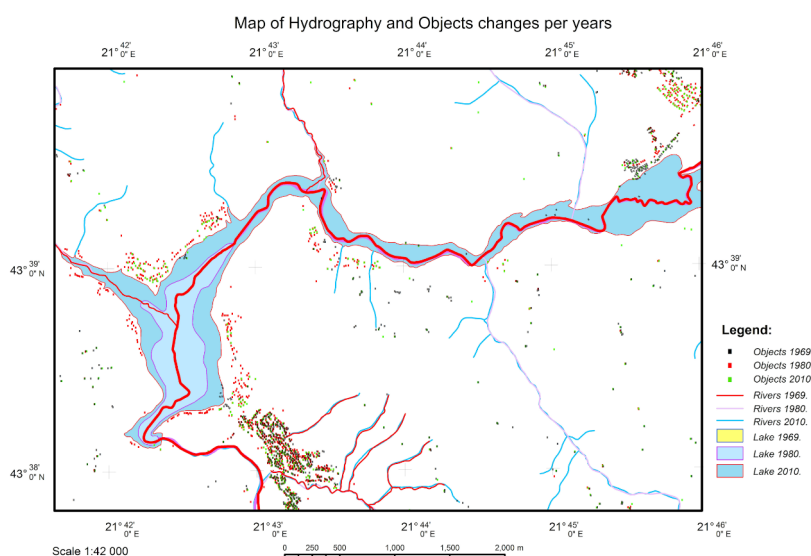 Map of Hydrography and Objects changes per years
21° 42' 0" E
21° 43' 0" E
21° 44' 0" E
21° 45' 0" E
21° 46' 0" E
43° 39' 0" N
43° 39' 0" N
43° 38' 0" N
43° 38' 0" N
Legend:
Objects 1969
Objects 1980
Objects 2010
Rivers 1969.
Rivers 1980.
Rivers 2010.
Lake 1969.
Lake 1980.
Lake 2010.
21° 42' 0" E
21° 43' 0" E
21° 44' 0" E
21° 45' 0" E
21° 46' 0" E
Scale 1:42 000
0 250 500 1,000 1,500 2,000 m